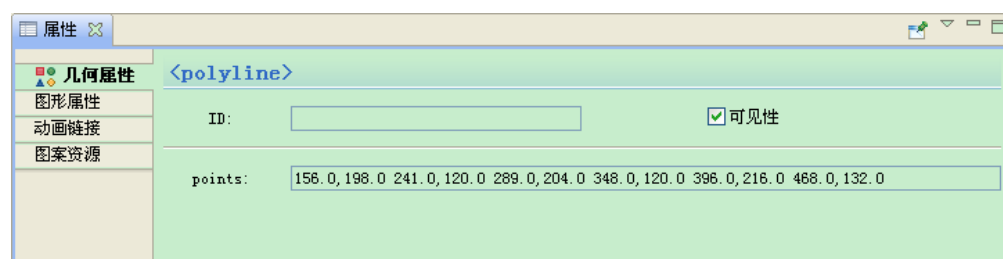 属性
几何属性
<polyline>
图形属性
ID:
可见性
动画链接
图案资源
points:
156.0,198.0 241.0,120.0 289.0,204.0 348.0,120.0 396.0,216.0 468.0,132.0